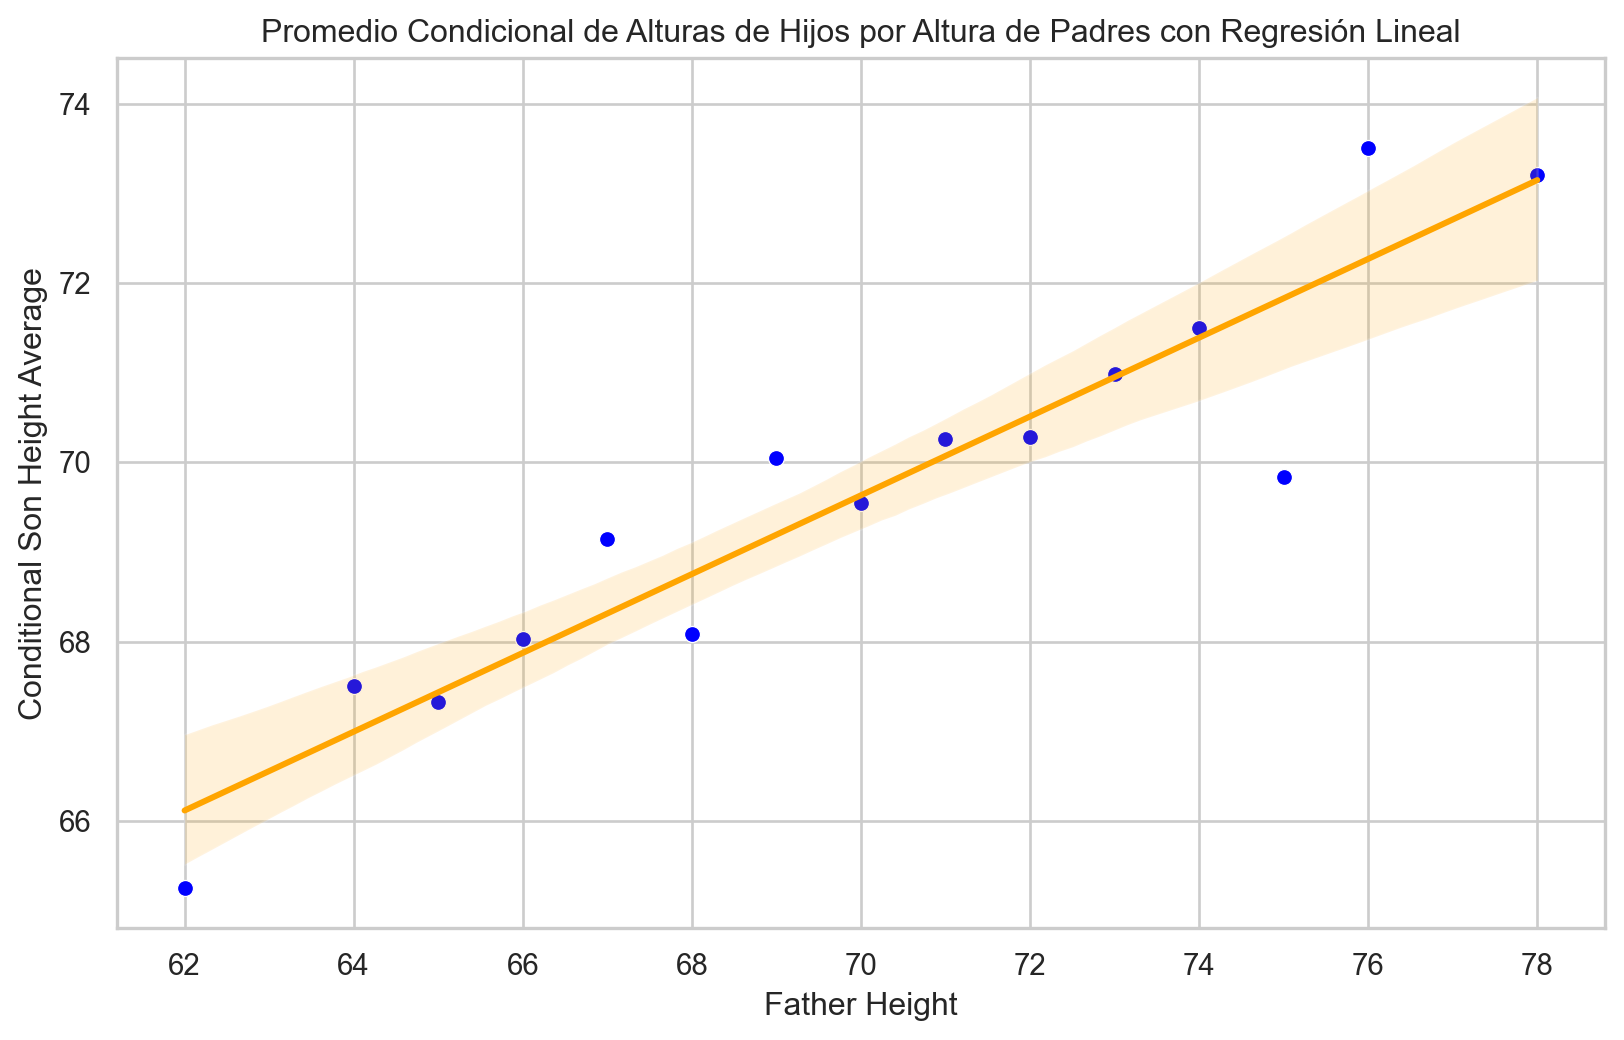 Promedio Condicional de Alturas de Hijos por Altura de Padres con Regresión Lineal
74
72
70
68
66
Conditional Son Height Average
62 64 66 68 70 72 74 76 78
Father Height